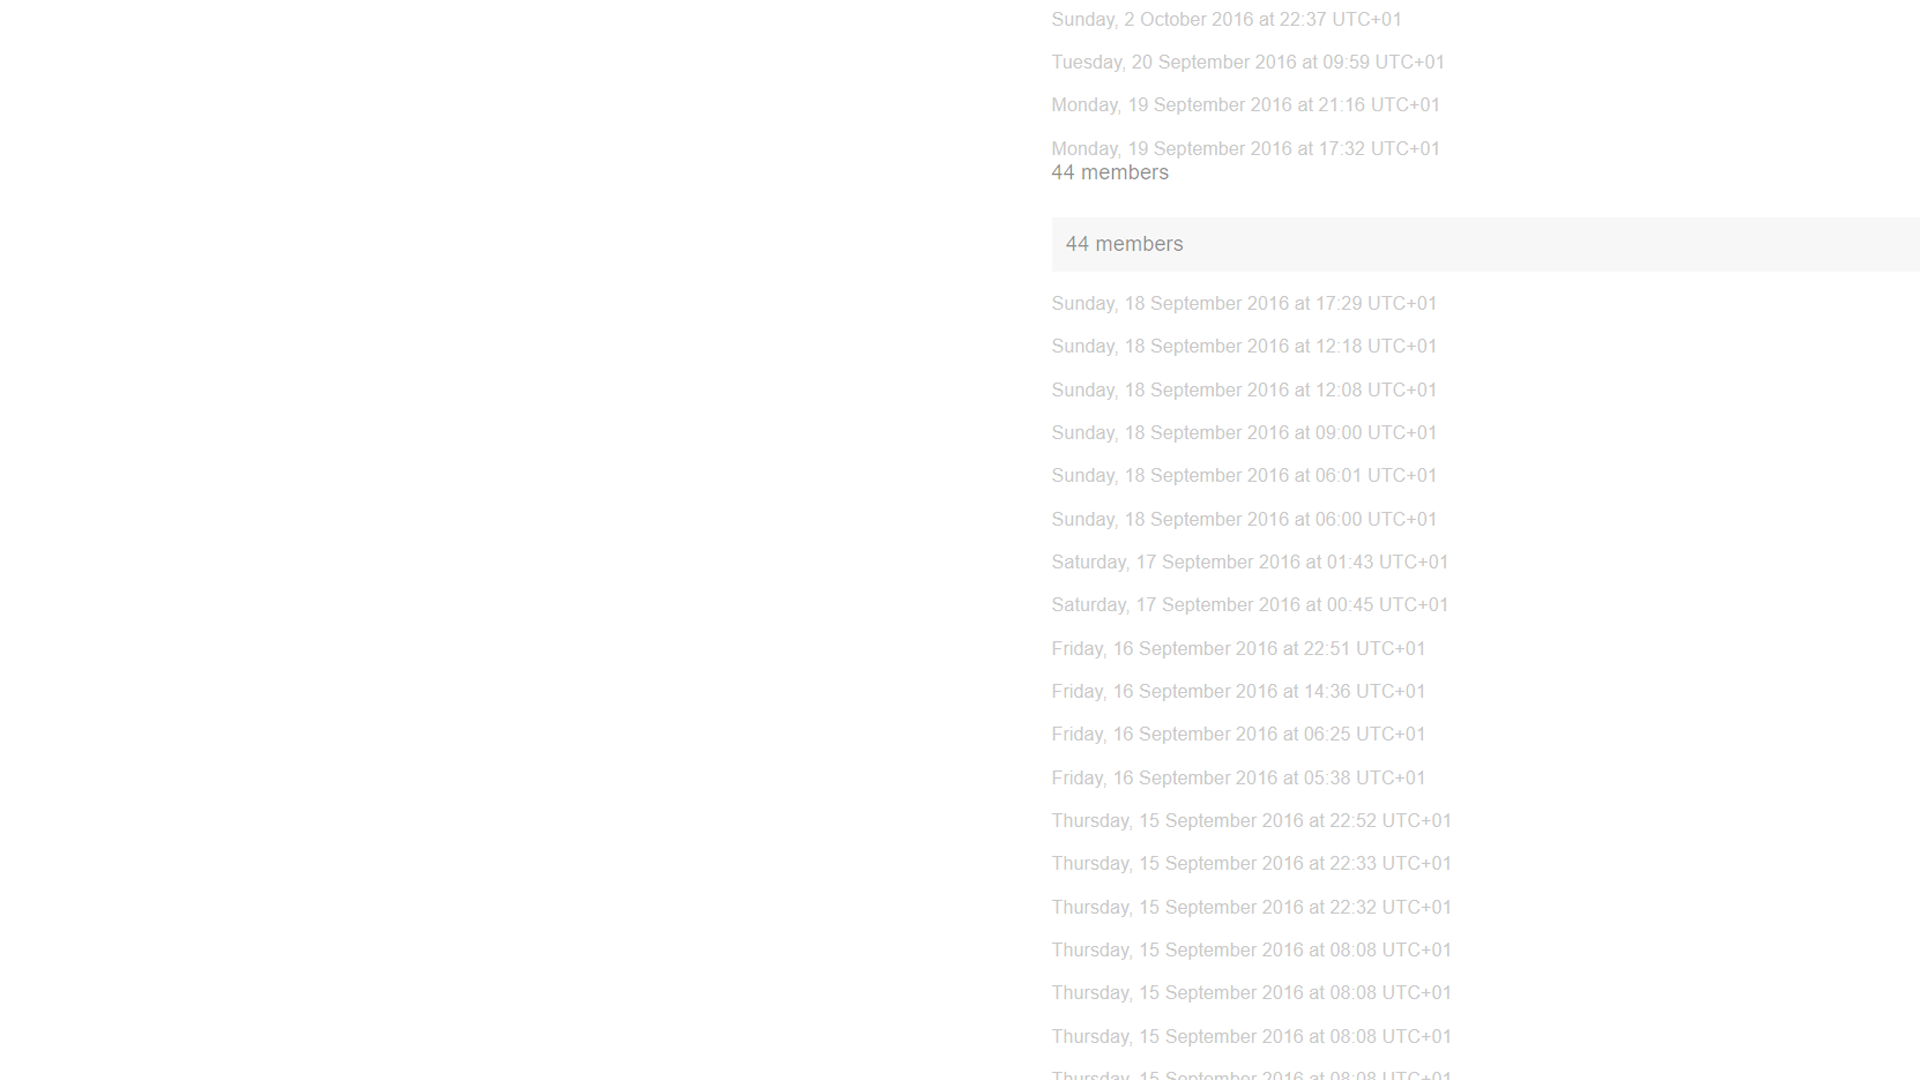 Sunday, 2 October 2016 at 22:37 UTC+01
Tuesday, 20 September 2016 at 09:59 UTC+01
Monday, 19 September 2016 at 21:16 UTC+01
Monday, 19 September 2016 at 17:32 UTC+01
44 members
44 members
Sunday, 18 September 2016 at 17:29 UTC+01
Sunday, 18 September 2016 at 12:18 UTC+01
Sunday, 18 September 2016 at 12:08 UTC+01
Sunday, 18 September 2016 at 09:00 UTC+01
Sunday, 18 September 2016 at 06:01 UTC+01
Sunday, 18 September 2016 at 06:00 UTC+01
Saturday, 17 September 2016 at 01:43 UTC+01
Saturday, 17 September 2016 at 00:45 UTC+01
Friday, 16 September 2016 at 22:51 UTC+01
Friday, 16 September 2016 at 14:36 UTC+01
Friday, 16 September 2016 at 06:25 UTC+01
Friday, 16 September 2016 at 05:38 UTC+01
Thursday, 15 September 2016 at 22:52 UTC+01
Thursday, 15 September 2016 at 22:33 UTC+01
Thursday, 15 September 2016 at 22:32 UTC+01
Thursday, 15 September 2016 at 08:08 UTC+01
Thursday, 15 September 2016 at 08:08 UTC+01
Thursday, 15 September 2016 at 08:08 UTC+01
Thursday, 15 September 2016 at 08:08 UTC+01